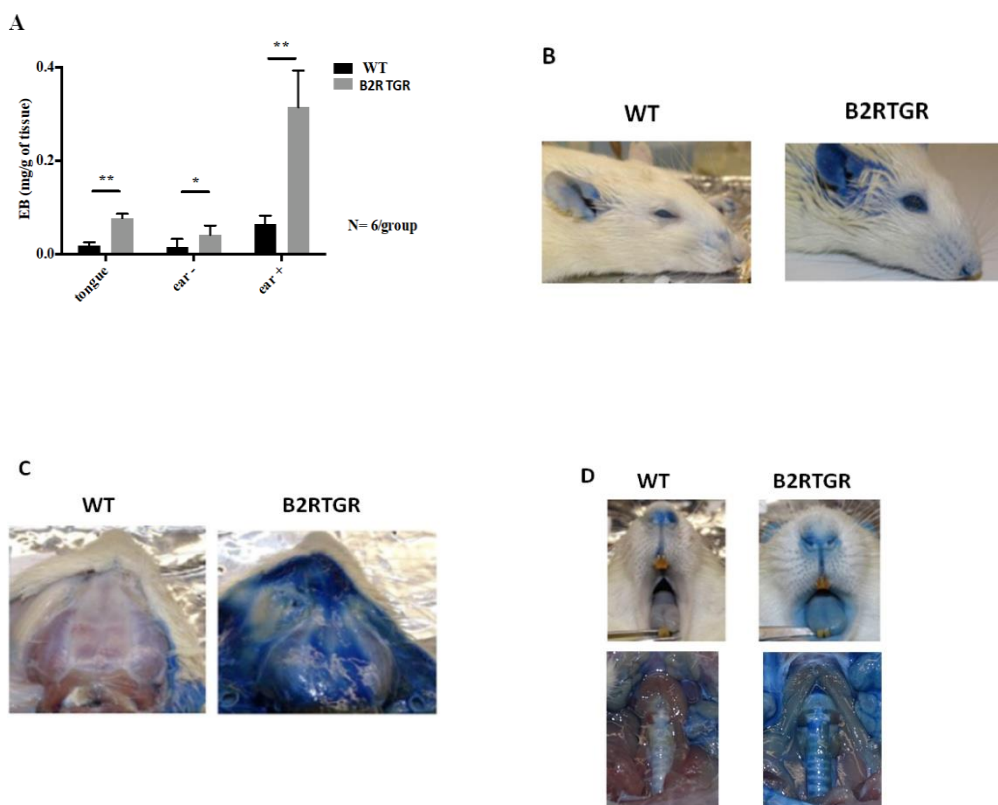 A
EB (mg/g of tissue)
0.4
0.2
0.0
**
*
**
tongue
ear -
ear +
WT
B2R TGR
N= 6/group
B
WT
B2RTGR
C
WT
B2RTGR
D
WT
B2RTGR